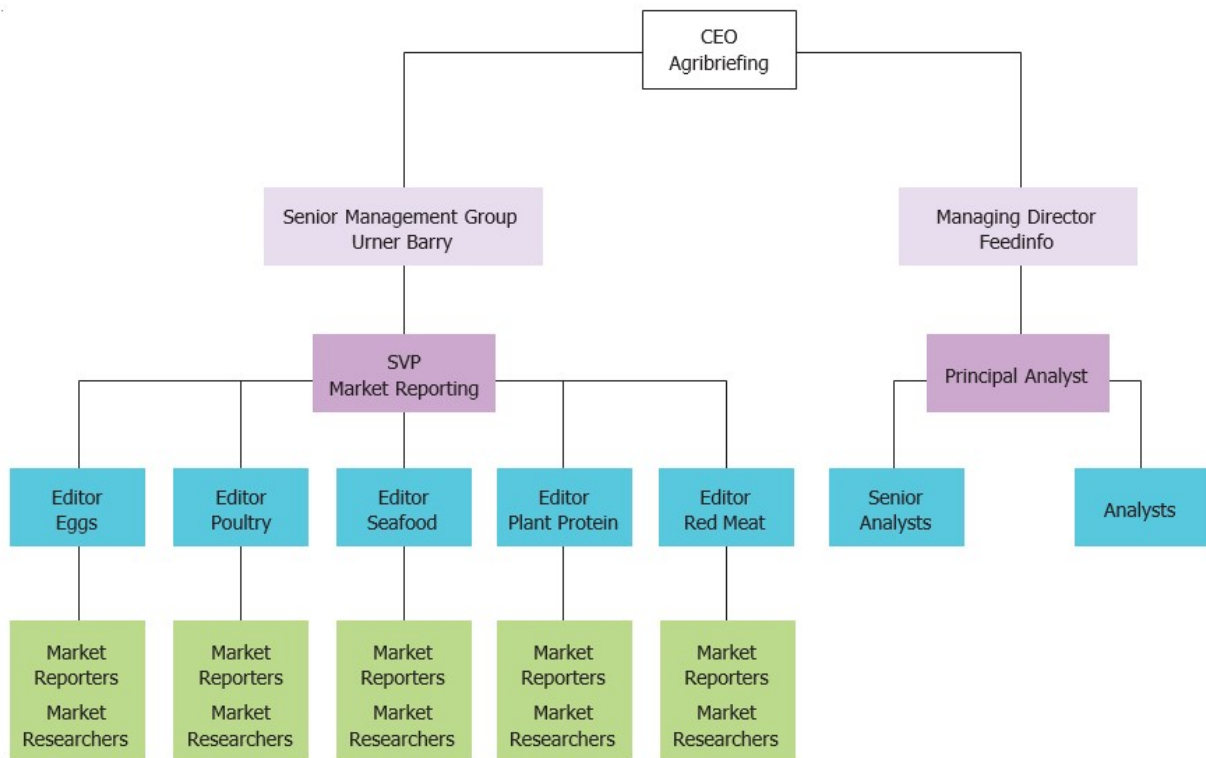 CEO
Agribriefing
Senior Management Group
Urner Barry
Managing Director
Feedinfo
SVP
Market Reporting
Principal Analyst
Editor
Eggs
Editor
Poultry
Editor
Seafood
Editor
Plant Protein
Editor
Red Meat
Senior
Analysts
Analysts
Market
Reporters
Market
Researchers
Market
Reporters
Market
Researchers
Market
Reporters
Market
Researchers
Market
Reporters
Market
Researchers
Market
Reporters
Market
Researchers